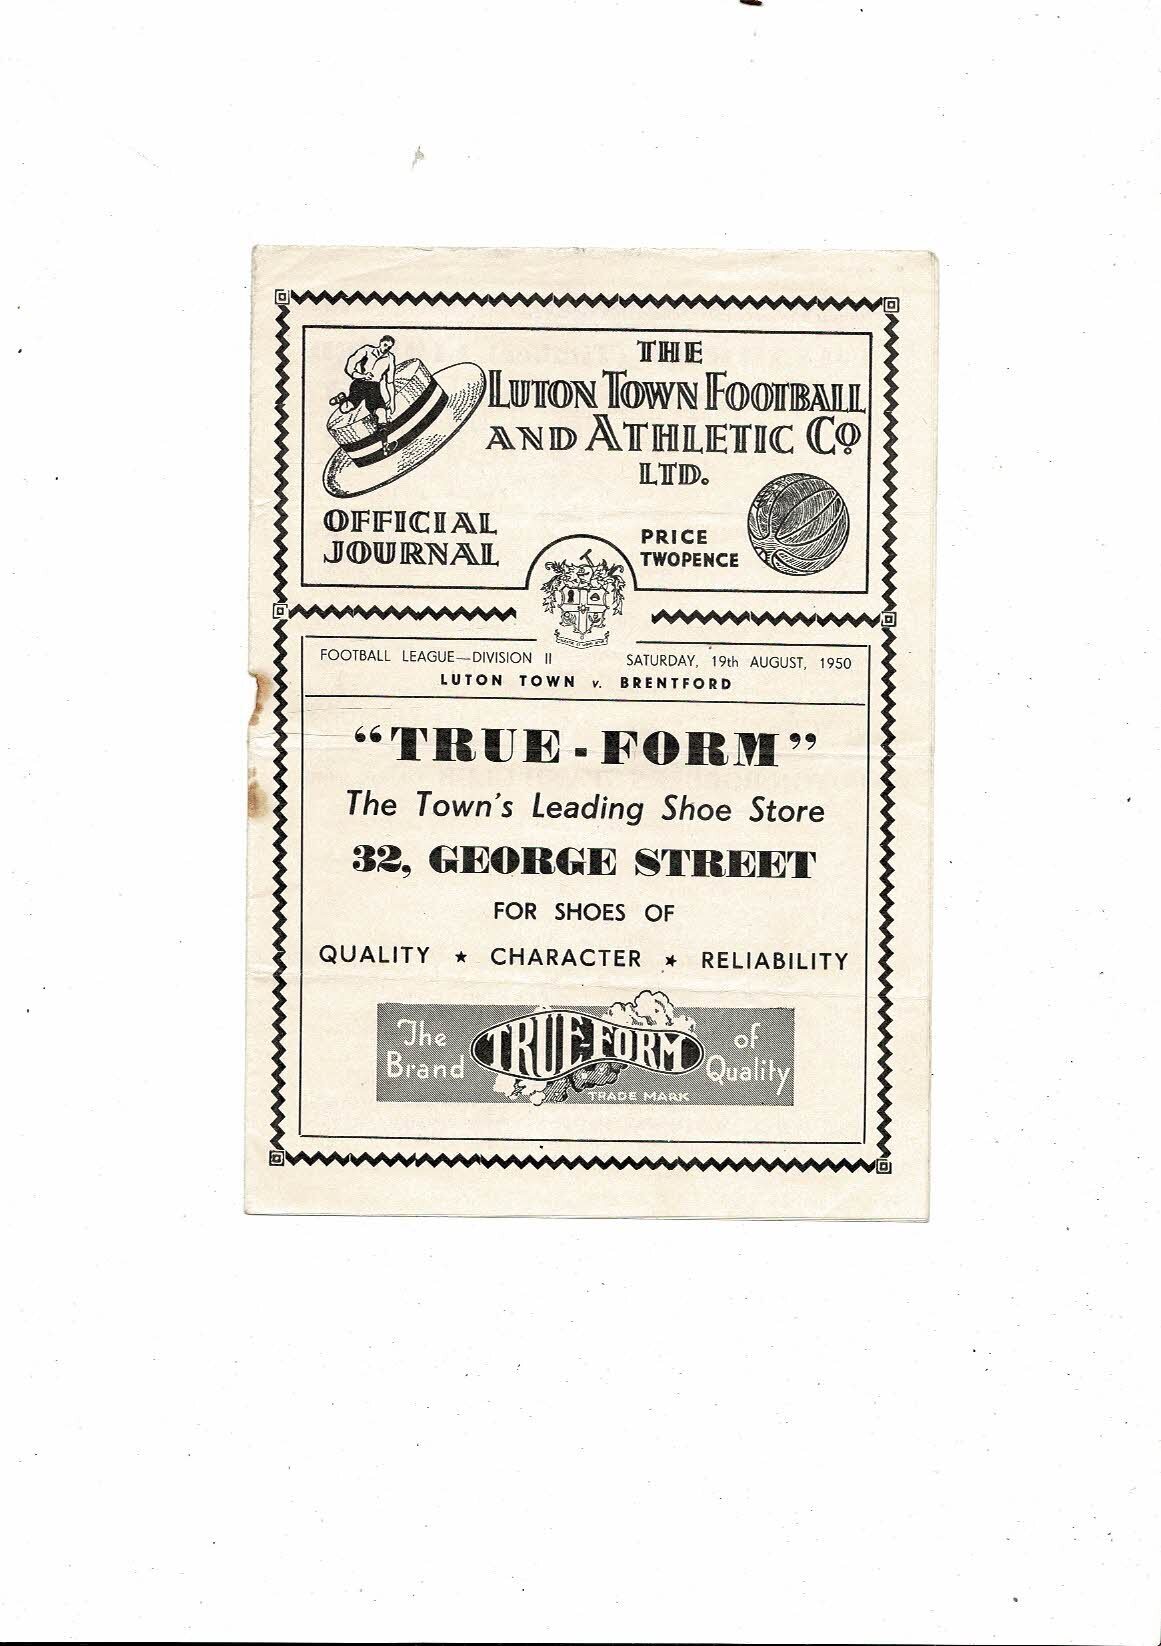 THE
LUTON TOWN FOOTBALL
AND ATHLETIC Co.
LTD.
OFFICIAL
JOURNAL
PRICE
TWOPENCE
FOOTBALL LEAGUE—DIVISION II
SATURDAY, 19th AUGUST, 1950
LUTON TOWN v. BRENTFORD
“TRUE-FORM”
The Town's Leading Shoe Store
32, GEORGE STREET
FOR SHOES OF
QUALITY ★ CHARACTER ★ RELIABILITY
The Brand
TRUE-FORM
of Quality
TRADE MARK